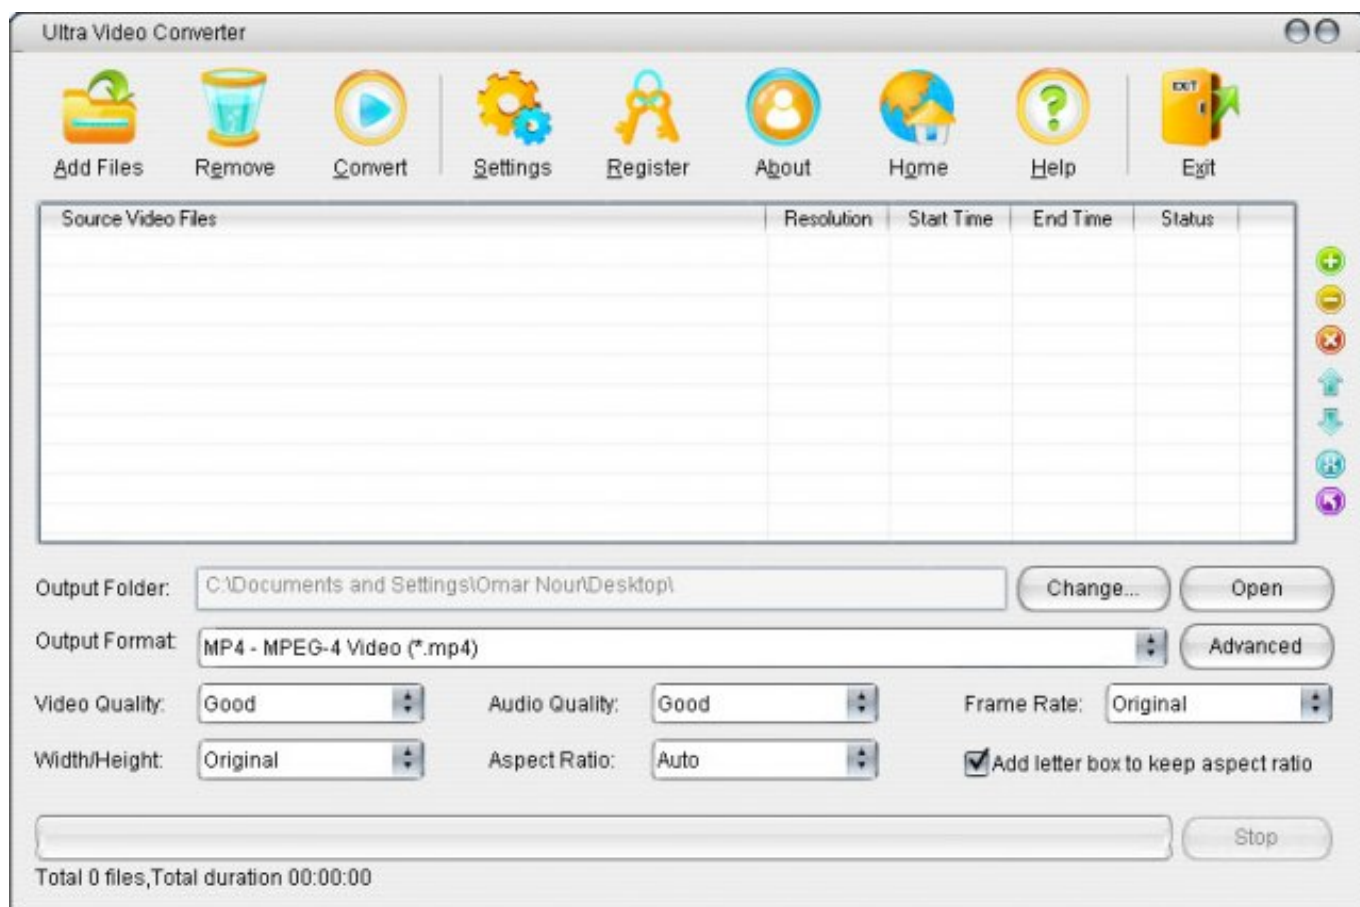 Ultra Video Converter
Add Files Remove Convert Settings Register About Home Help EXIT Exit
Source Video Files Resolution Start Time End Time Status
Output Folder: C:\Documents and Settings\Omar Nour\Desktop\ Change... Open
Output Format: MP4 - MPEG-4 Video (*.mp4) Advanced
Video Quality: Good Audio Quality: Good Frame Rate: Original
Width/Height: Original Aspect Ratio: Auto Add letter box to keep aspect ratio
Stop
Total 0 files,Total duration 00:00:00